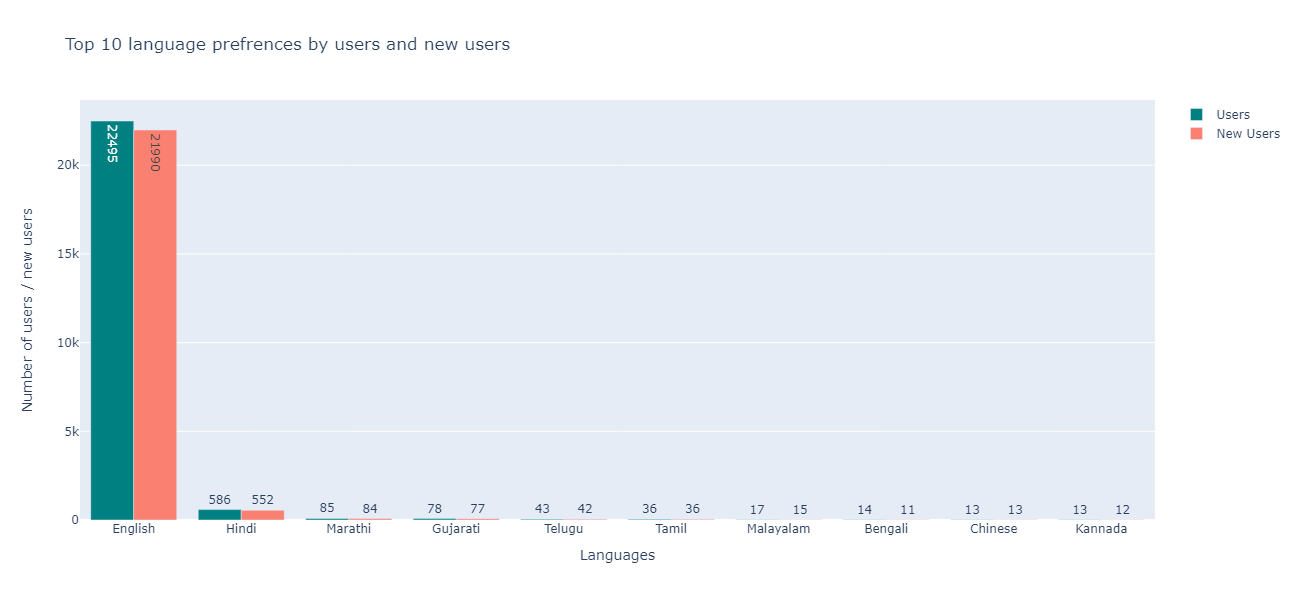 Top 10 language prefrences by users and new users
Users
New Users
Number of users / new users
20k
15k
10k
5k
0
22495
21990
586 552
85 84
78 77
43 42
36 36
17 15
14 11
13 13
13 12
English Hindi Marathi Gujarati Telugu Tamil Malayalam Bengali Chinese Kannada
Languages